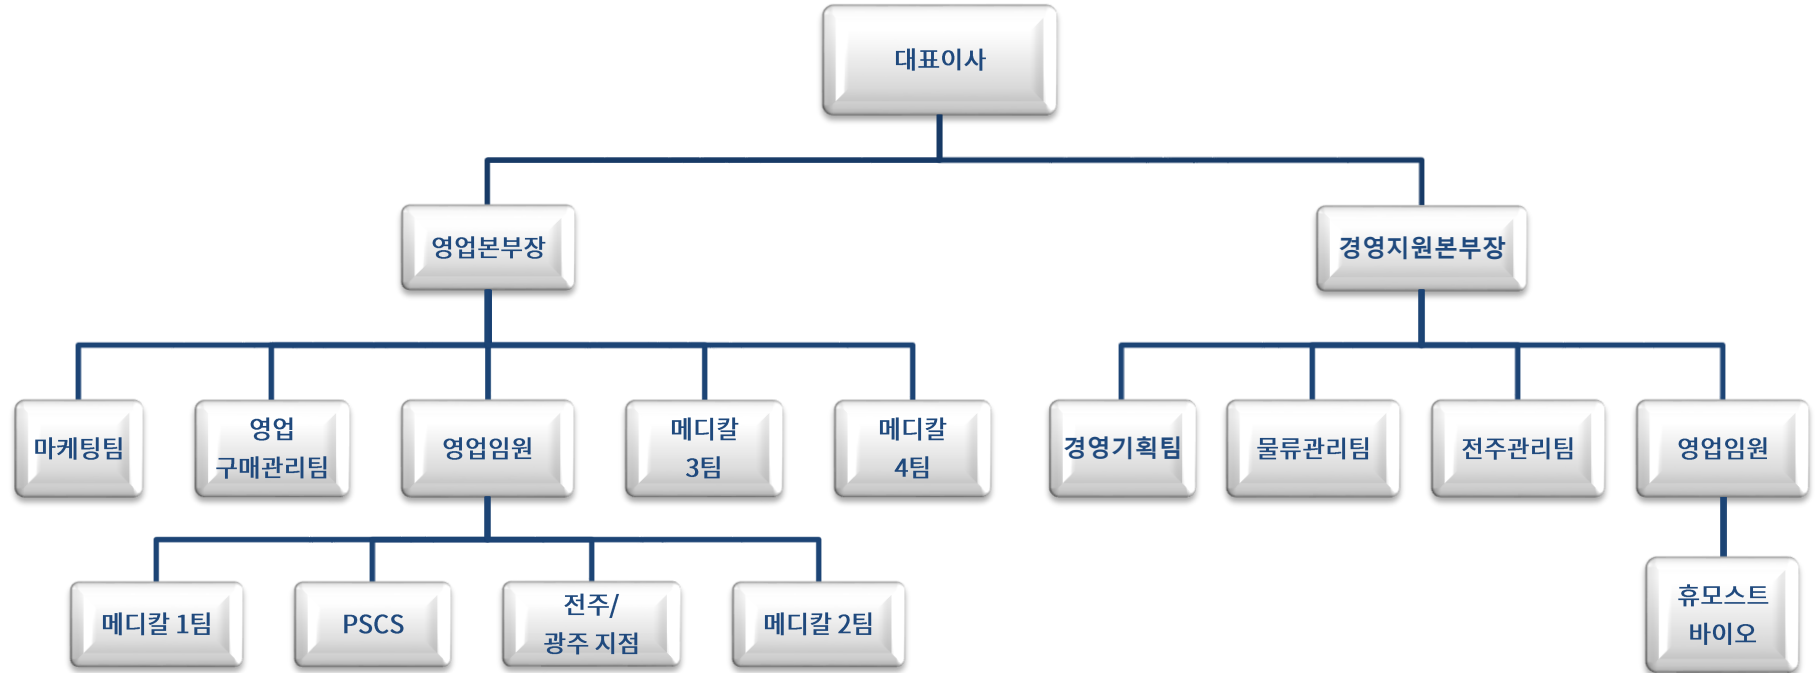 대표이사
영업본부장
경영지원본부장
마케팅팀
영업
구매관리팀
영업임원
메디칼
3팀
메디칼
4팀
경영기획팀
물류관리팀
전주관리팀
영업임원
메디칼 1팀
PSCS
전주/
광주 지점
메디칼 2팀
휴모스트
바이오